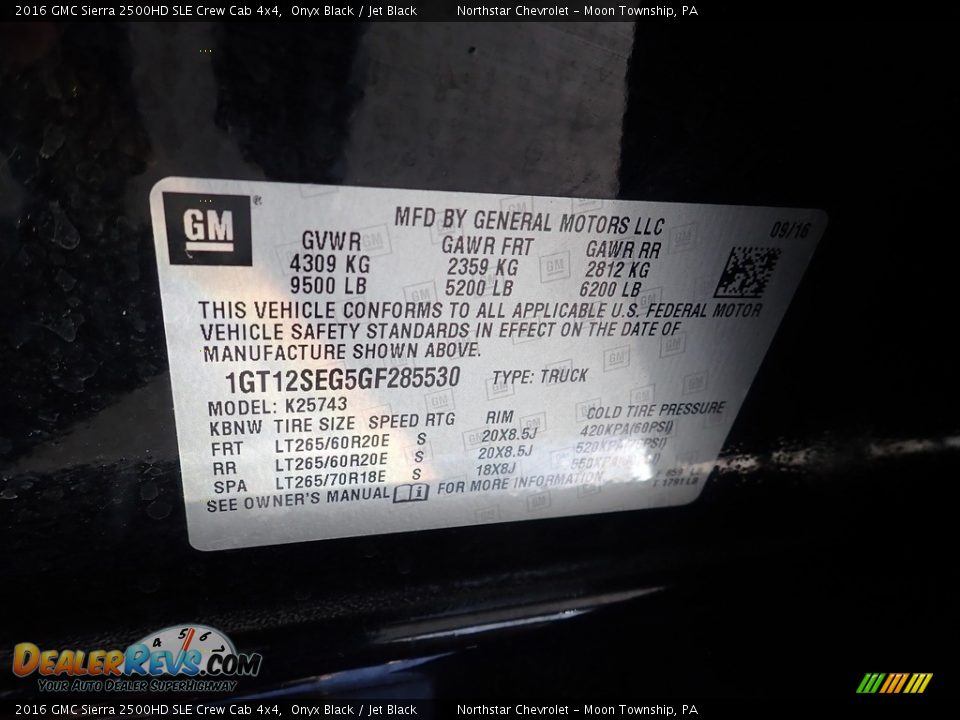 2016 GMC Sierra 2500HD SLE Crew Cab 4x4, Onyx Black / Jet Black Northstar Chevrolet - Moon Township, PA
GM®
MFD BY GENERAL MOTORS LLC 09/16
GVWR GAWR FRT GAWR RR
4309 KG 2359 KG 2812 KG
9500 LB 5200 LB 6200 LB
THIS VEHICLE CONFORMS TO ALL APPLICABLE U.S. FEDERAL MOTOR
VEHICLE SAFETY STANDARDS IN EFFECT ON THE DATE OF
MANUFACTURE SHOWN ABOVE.
1GT12SEG5GF285530 TYPE: TRUCK
MODEL: K25743
KBNW TIRE SIZE SPEED RTG RIM COLD TIRE PRESSURE
FRT LT265/60R20E S 20X8.5J 420KPA(60PSI)
RR LT265/60R20E S 20X8.5J
SPA LT265/70R18E S 18X8J
SEE OWNER'S MANUAL FOR MORE INFORMATION
DEALERREVS.COM
4 5 6
YOUR AUTO DEALER SUPERHIGHWAY
2016 GMC Sierra 2500HD SLE Crew Cab 4x4, Onyx Black / Jet Black Northstar Chevrolet - Moon Township, PA